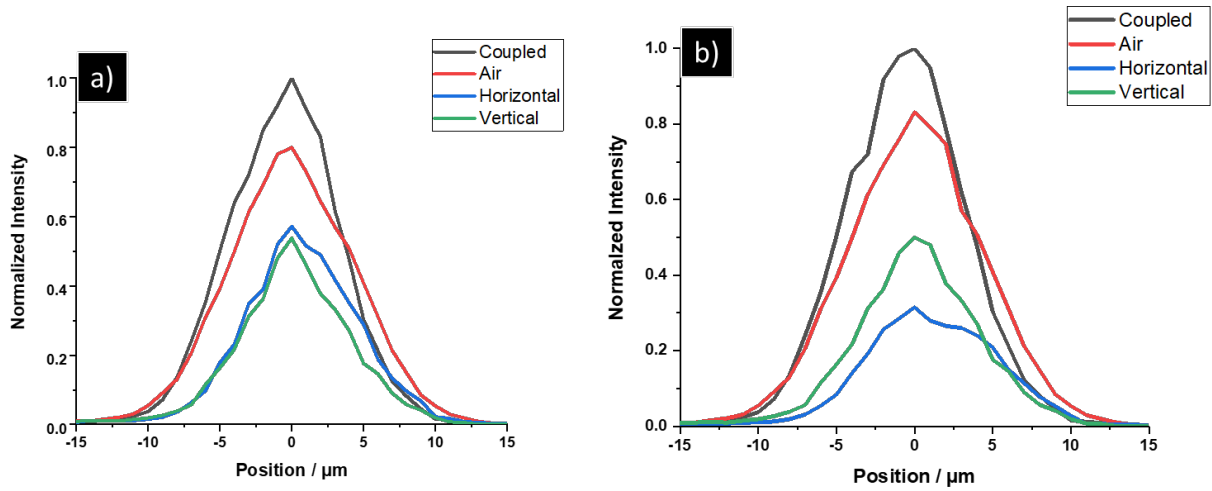 a)
Coupled
Air
Horizontal
Vertical
Normalized Intensity
1.0
0.8
0.6
0.4
0.2
0.0
-15 -10 -5 0 5 10 15
Position / µm
b)
Coupled
Air
Horizontal
Vertical
Normalzed Intensity
1.0
0.8
0.6
0.4
0.2
0.0
-15 -10 -5 0 5 10 15
Position / µm